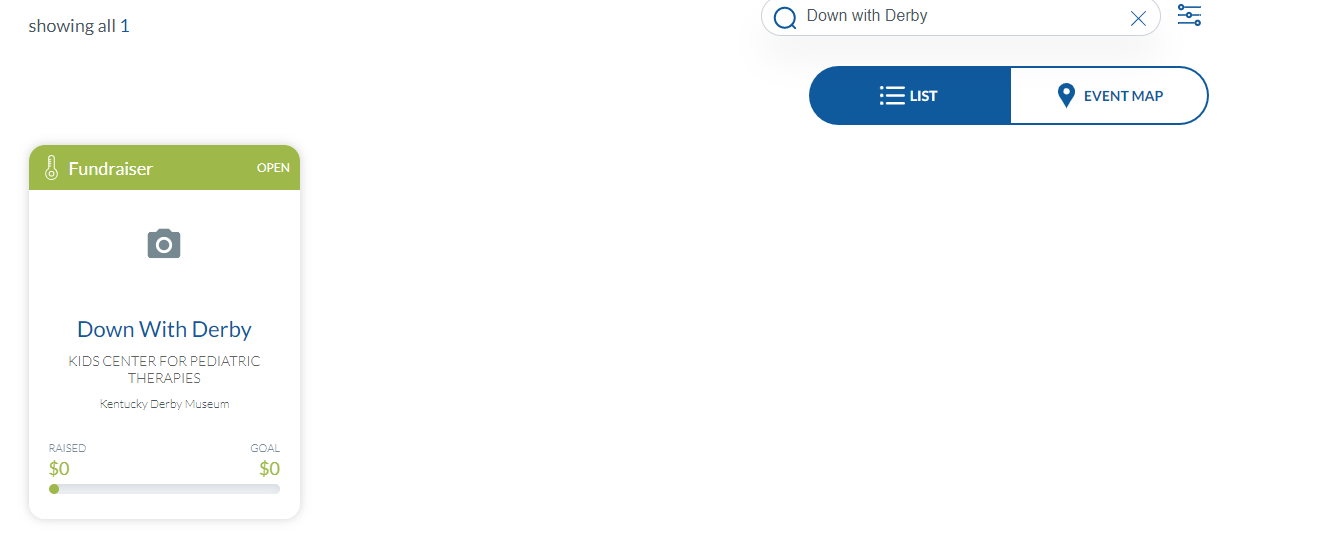 showing all 1
Down with Derby
LIST
EVENT MAP
Fundraiser
OPEN
Down With Derby
KIDS CENTER FOR PEDIATRIC
THERAPIES
Kentucky Derby Museum
RAISED
GOAL
$0
$0